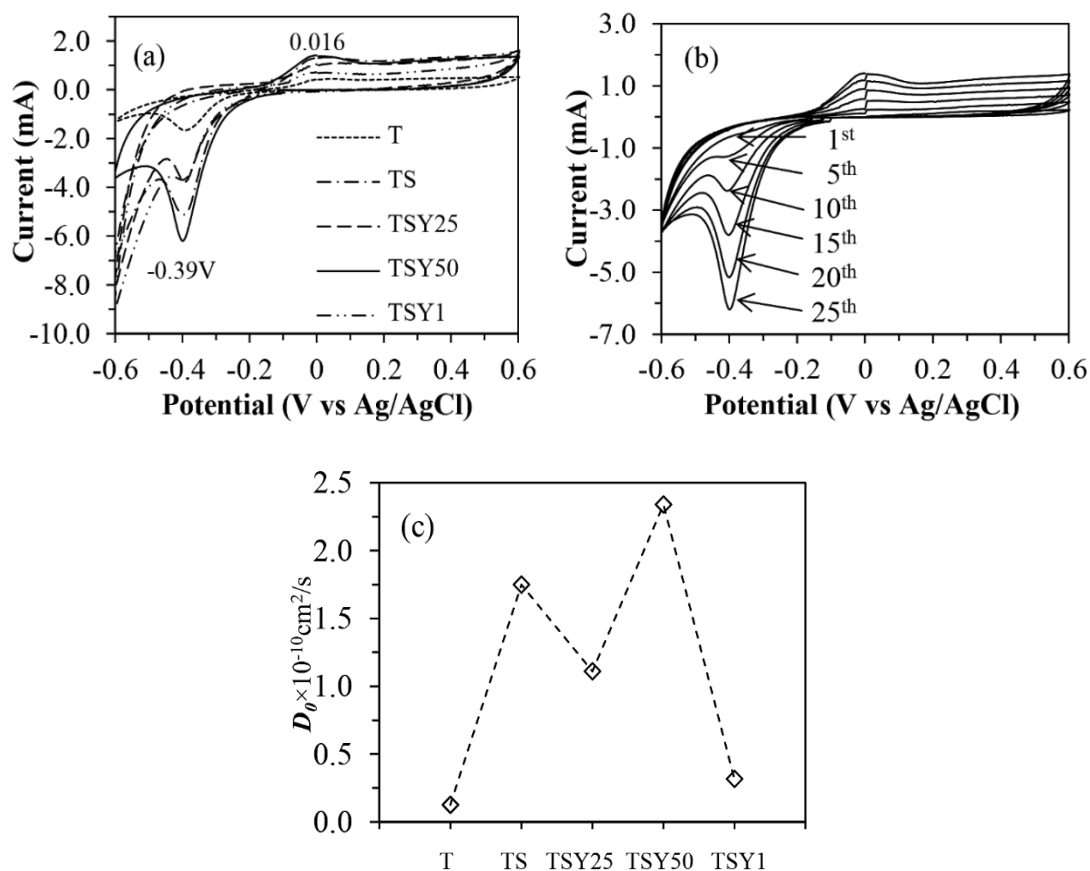 (a)
0.016
2.0
0.0
-2.0
-4.0
-6.0
-8.0
-10.0
Current (mA)
-0.39V
T
TS
TSY25
TSY50
TSY1
-0.6 -0.4 -0.2 0 0.2 0.4 0.6
Potential (V vs Ag/AgCl)
(b)
3.0
1.0
-1.0
-3.0
-5.0
-7.0
Current (mA)
1st
5th
10th
15th
20th
25th
-0.6 -0.4 -0.2 0 0.2 0.4 0.6
Potential (V vs Ag/AgCl)
(c)
2.5
2.0
1.5
1.0
0.5
0.0
D₀×10⁻¹⁰cm²/s
T TS TSY25 TSY50 TSY1